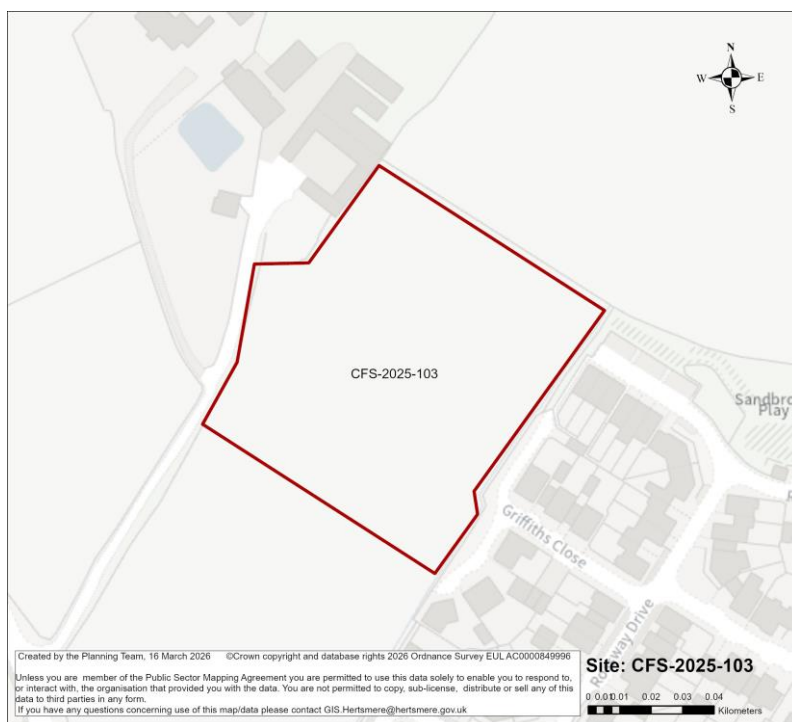 N
W E
S
CFS-2025-103
Sandbro
Play
Griffiths Close
Drive
Created by the Planning Team, 16 March 2026 ©Crown copyright and database rights 2026 Ordnance Survey EUL AC0000849996
Unless you are member of the Public Sector Mapping Agreement you are permitted to use this data solely to enable you to respond to,
or interact with, the organisation that provided you with the data. You are not permitted to copy, sub-license, distribute or sell any of this
data to third parties in any form.
If you have any questions concerning use of this map/data please contact GIS.Hertsmere@hertsmere.gov.uk
Site: CFS-2025-103
0 0.010.01 0.02 0.03 0.04
Kilometers